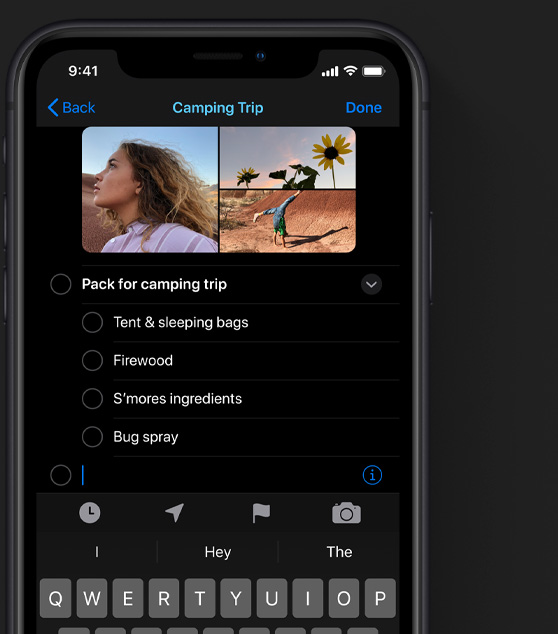 9:41
Back Camping Trip Done
Pack for camping trip
Tent & sleeping bags
Firewood
S'mores ingredients
Bug spray
I Hey The
Q W E R T Y U I O P